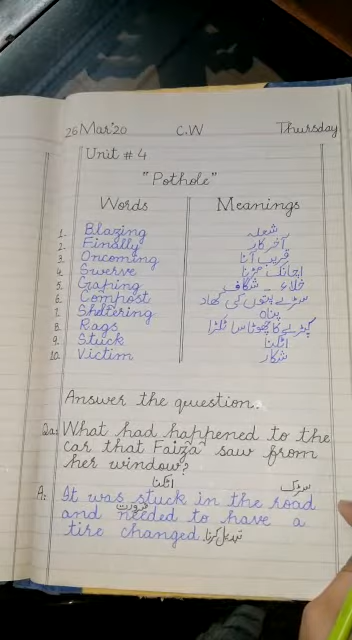 26 Mar'20 C.W Thursday
Unit # 4
"Pothole"
Words Meanings
1. Blazing شعلہ
2. Finally آخر کار
3. Oncoming قریب آنا
4. Swerve اچانک مڑنا
5. Gaping خلاء - شگاف
6. Compost سڑے پتوں کی کھاد
7. Sheltering پناہ
8. Rags کپڑے کا چھوٹا سا ٹکڑا
9. Stuck اٹکنا
10. Victim شکار
Answer the question.
Qa: What had happened to the
car that Faiza saw from
her window?
اٹکنا سڑک
A: It was stuck in the road
ضرورت
and needed to have a
tire changed تبدیل کرنا